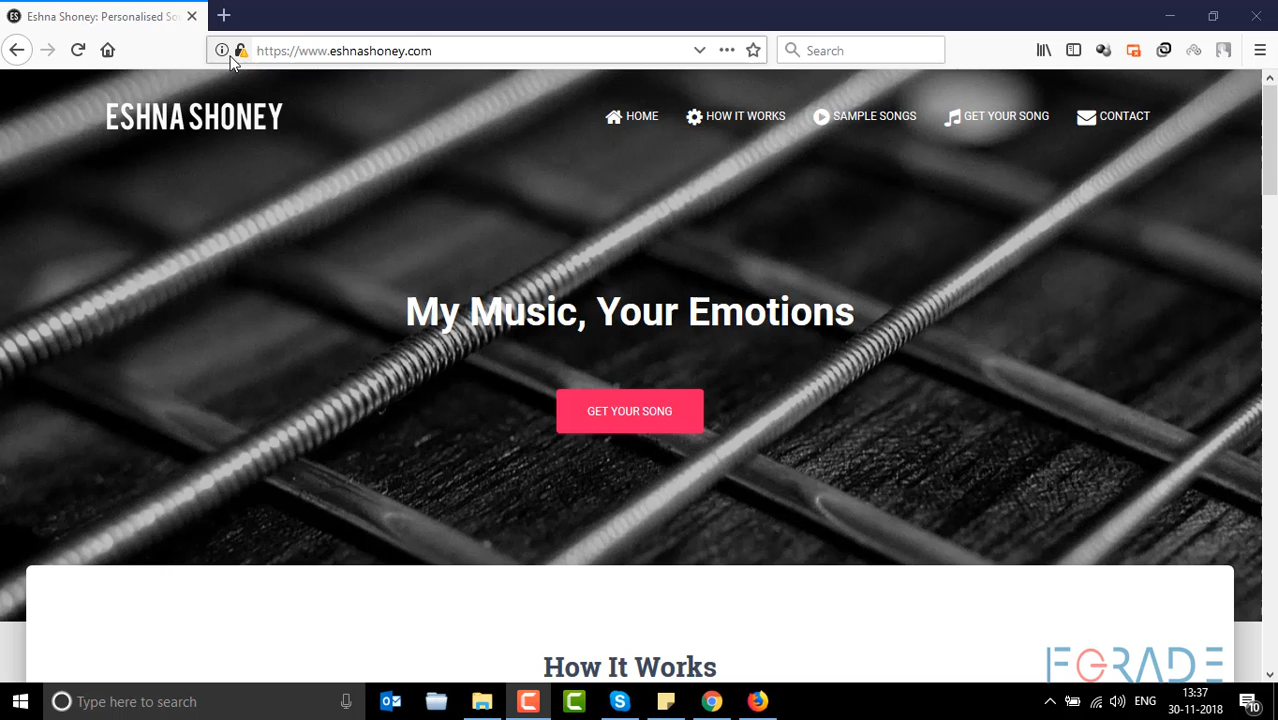 ES Eshna Shoney: Personalised So
https://www.eshnashoney.com
Search
ESHNA SHONEY
HOME
HOW IT WORKS
SAMPLE SONGS
GET YOUR SONG
CONTACT
My Music, Your Emotions
GET YOUR SONG
How It Works
Type here to search
ENG
13:37
30-11-2018
10